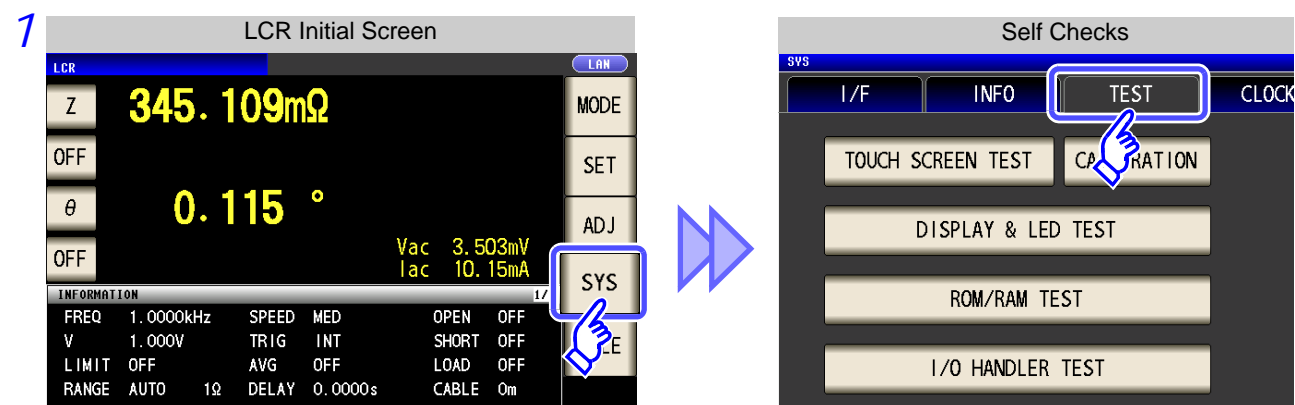 1
LCR Initial Screen
LCR
LAN
Z 345.109mΩ
MODE
OFF
SET
θ 0.115 °
ADJ
OFF
Vac 3.503mV
Iac 10.15mA
SYS
INFORMATION 1/
FREQ 1.0000kHz SPEED MED OPEN OFF
V 1.000V TRIG INT SHORT OFF
LIMIT OFF AVG OFF LOAD OFF
RANGE AUTO 1Ω DELAY 0.0000s CABLE 0m
Self Checks
SYS
I/F INFO TEST CLOCK
TOUCH SCREEN TEST
DISPLAY & LED TEST
ROM/RAM TEST
I/O HANDLER TEST